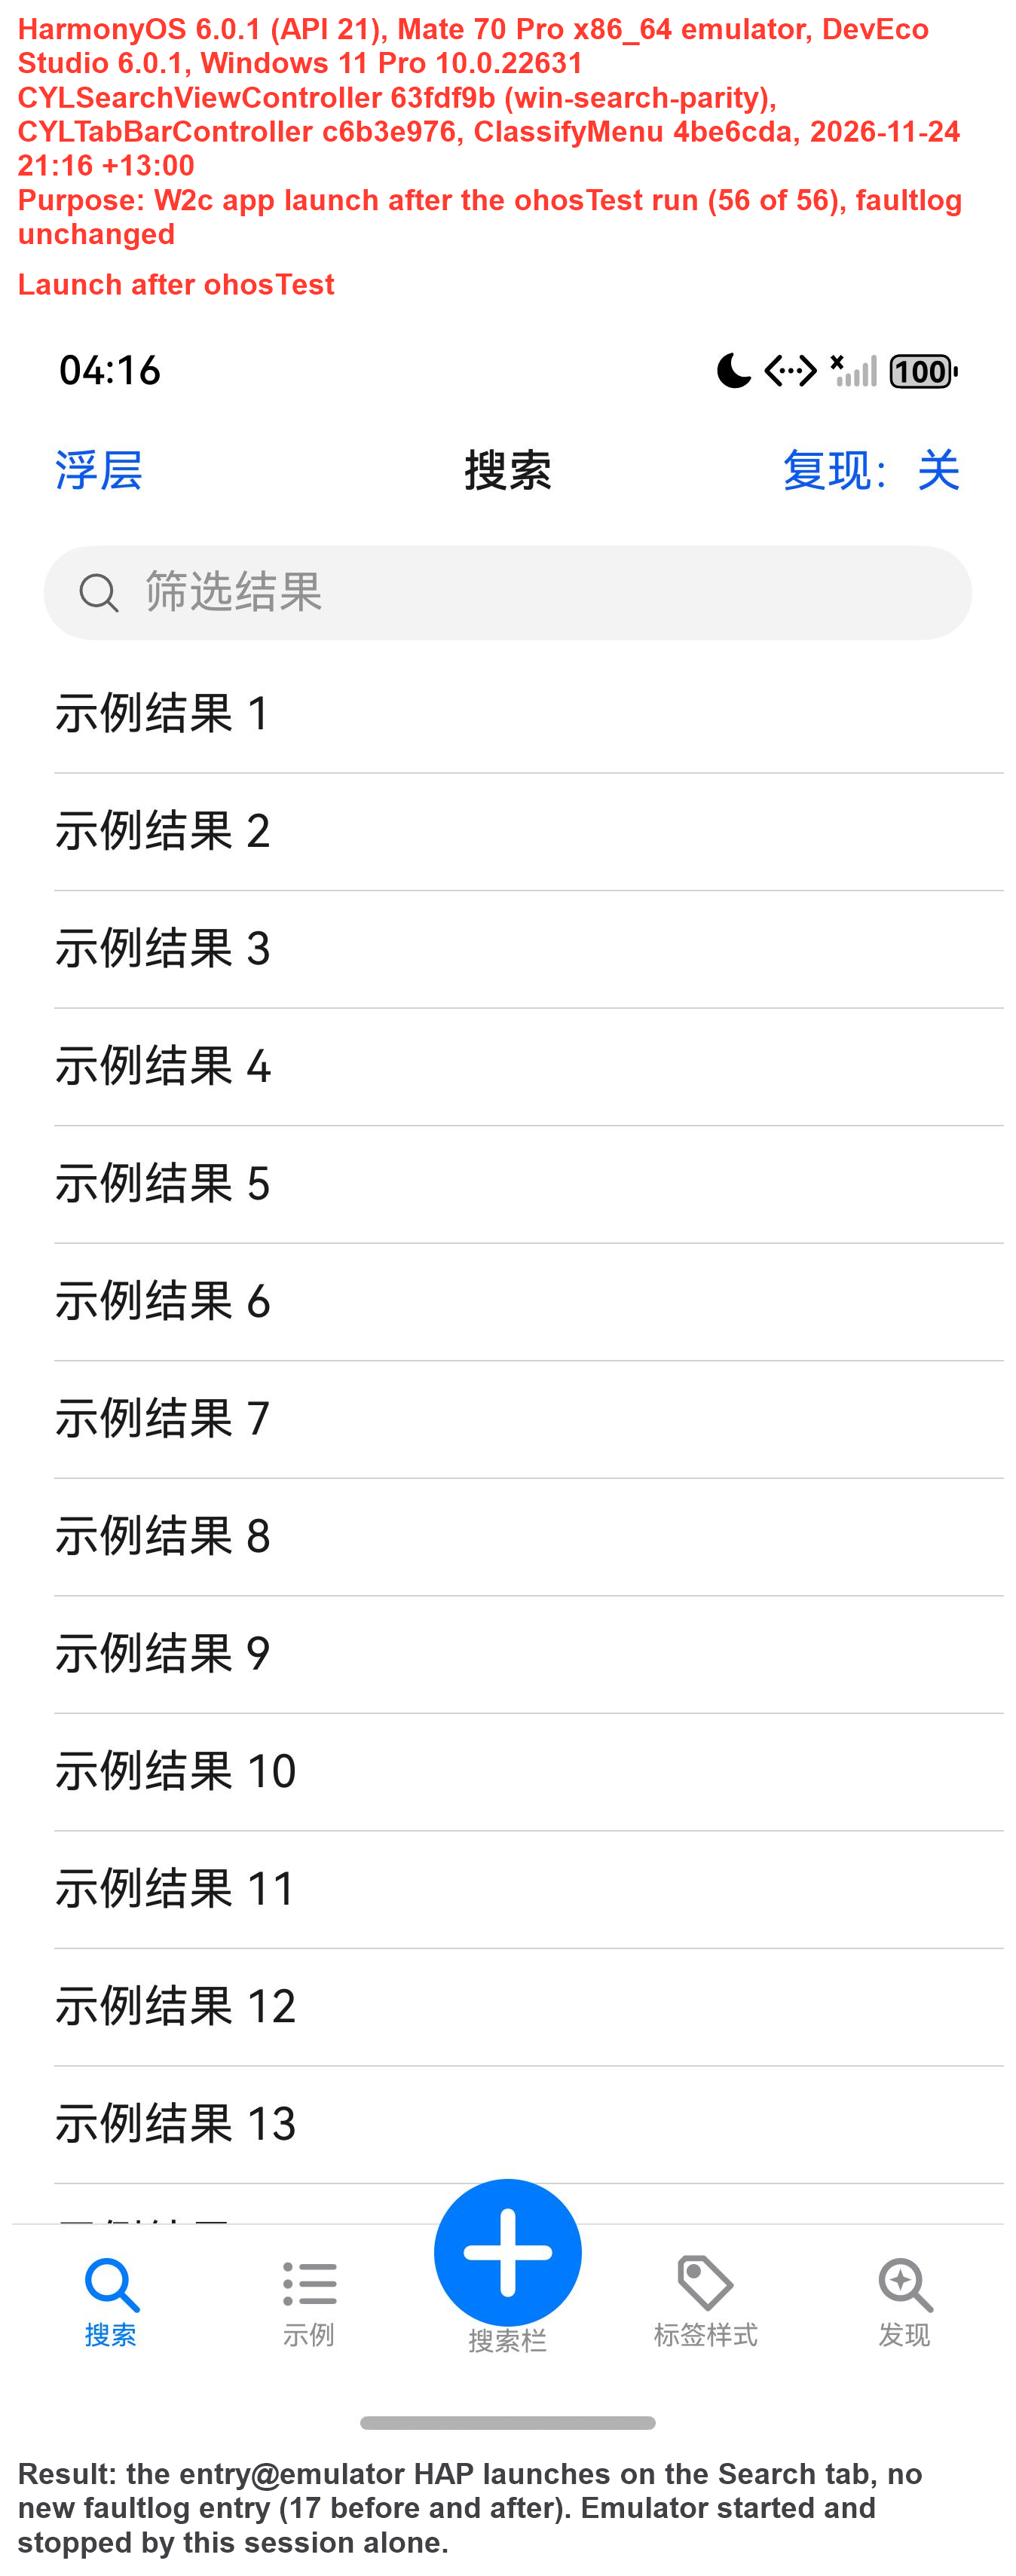 HarmonyOS 6.0.1 (API 21), Mate 70 Pro x86_64 emulator, DevEco
Studio 6.0.1, Windows 11 Pro 10.0.22631
CYLSearchViewController 63fdf9b (win-search-parity),
CYLTabBarController c6b3e976, ClassifyMenu 4be6cda, 2026-11-24
21:16 +13:00
Purpose: W2c app launch after the ohosTest run (56 of 56), faultlog
unchanged
Launch after ohosTest
04:16
100
浮层
搜索
复现：关
筛选结果
示例结果 1
示例结果 2
示例结果 3
示例结果 4
示例结果 5
示例结果 6
示例结果 7
示例结果 8
示例结果 9
示例结果 10
示例结果 11
示例结果 12
示例结果 13
搜索
示例
搜索栏
标签样式
发现
Result: the entry@emulator HAP launches on the Search tab, no
new faultlog entry (17 before and after). Emulator started and
stopped by this session alone.